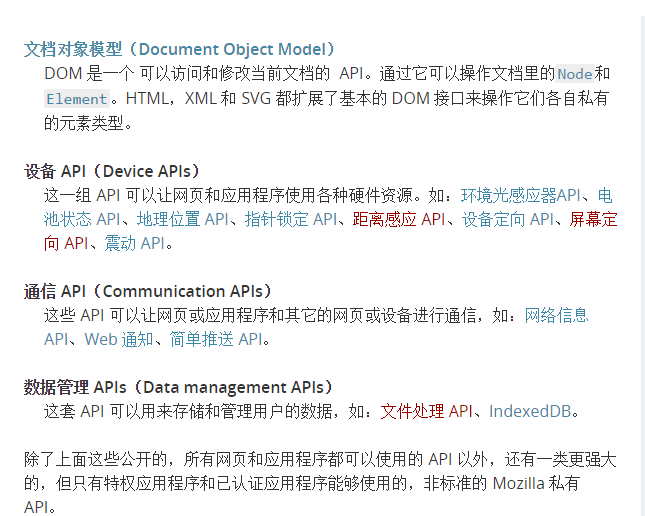 文档对象模型（Document Object Model）
DOM 是一个 可以访问和修改当前文档的 API。通过它可以操作文档里的Node和
Element。HTML，XML 和 SVG 都扩展了基本的 DOM 接口来操作它们各自私有
的元素类型。
设备 API（Device APIs）
这一组 API 可以让网页和应用程序使用各种硬件资源。如：环境光感应器API、电
池状态 API、地理位置 API、指针锁定 API、距离感应 API、设备定向 API、屏幕定
向 API、震动 API。
通信 API（Communication APIs）
这些 API 可以让网页或应用程序和其它的网页或设备进行通信，如：网络信息
API、Web 通知、简单推送 API。
数据管理 APIs（Data management APIs）
这套 API 可以用来存储和管理用户的数据，如：文件处理 API、IndexedDB。
除了上面这些公开的，所有网页和应用程序都可以使用的 API 以外，还有一类更强大
的，但只有特权应用程序和已认证应用程序能够使用的，非标准的 Mozilla 私有
API。